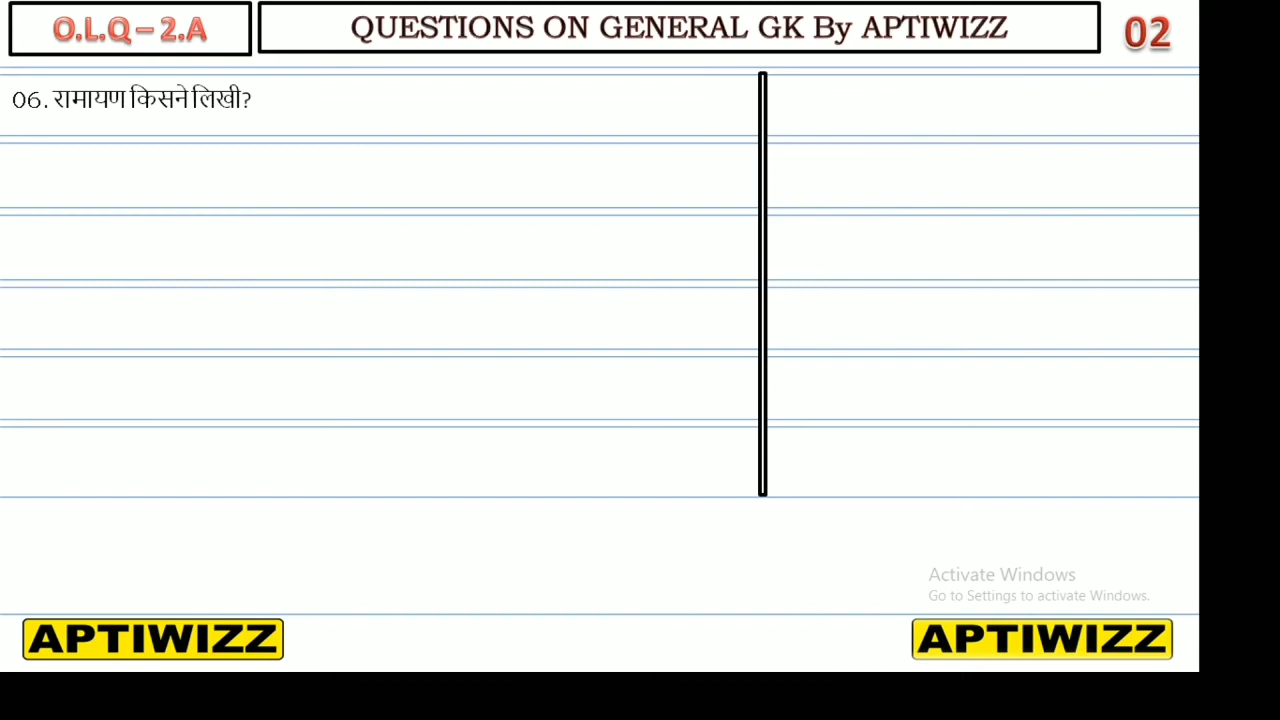 O.L.Q – 2.A
QUESTIONS ON GENERAL GK By APTIWIZZ
02
06. रामायण किसने लिखी?
Activate Windows
Go to Settings to activate Windows.
APTIWIZZ
APTIWIZZ